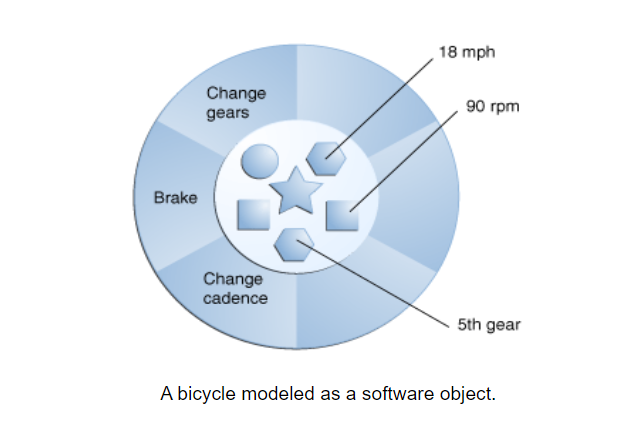 18 mph
Change
gears
90 rpm
Brake
Change
cadence
5th gear
A bicycle modeled as a software object.